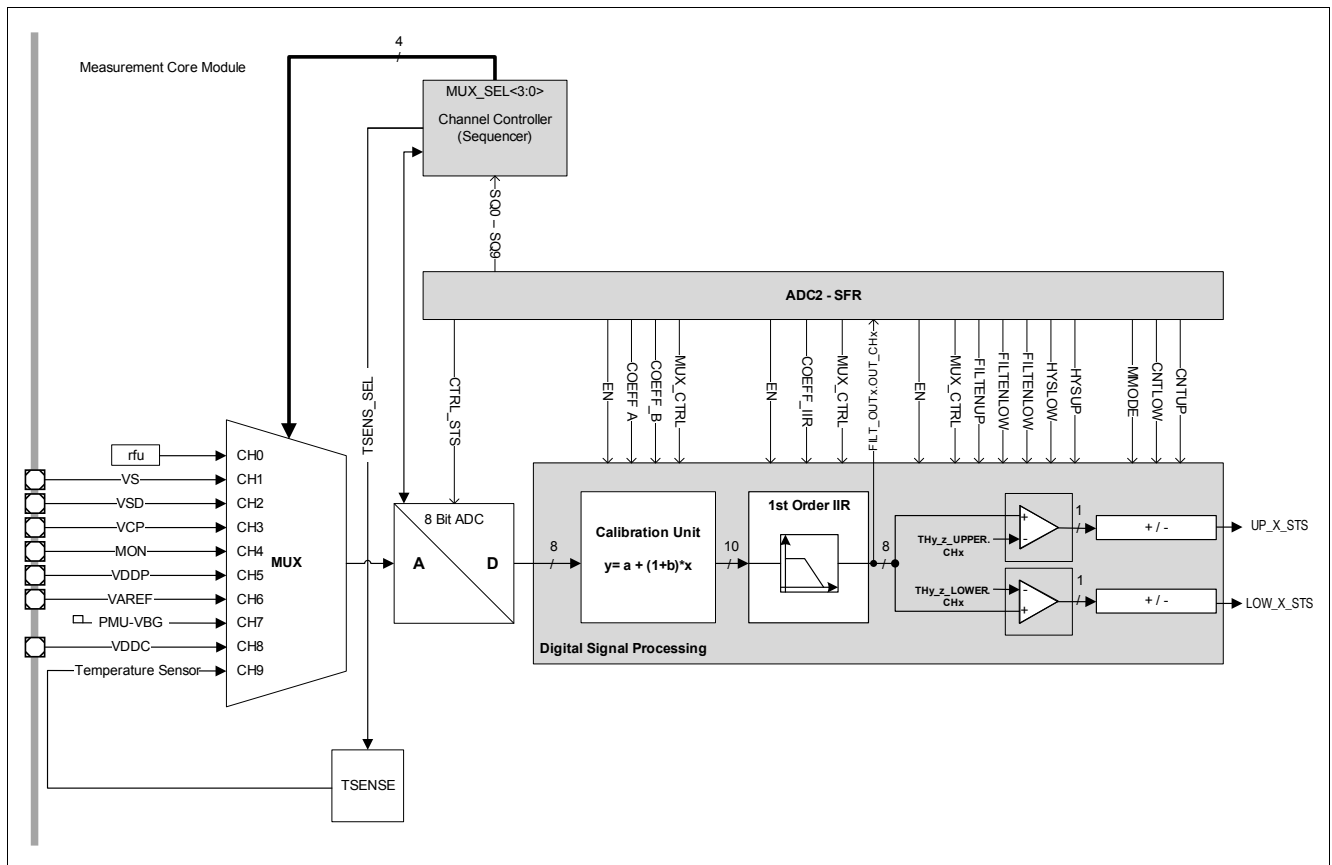 Measurement Core Module
4
MUX_SEL<3:0>
Channel Controller
(Sequencer)
SQ0 – SQ9
TSENS_SEL
ADC2 - SFR
CTRL_STS
EN
COEFF_A
COEFF_B
MUX_CTRL
EN
COEFF_IIR
MUX_CTRL
FILT_OUTx.OUT_CHx
EN
MUX_CTRL
FILTENUP
FILTENLOW
FILTENLOW
HYSLOW
HYSUP
MMODE
CNTLOW
CNTUP
rfu
VS
VSD
VCP
MON
VDDP
VAREF
PMU-VBG
VDDC
Temperature Sensor
CH0
CH1
CH2
CH3
CH4
CH5
CH6
CH7
CH8
CH9
MUX
8 Bit ADC
A
D
8
Calibration Unit
y= a + (1+b)*x
10
1st Order IIR
8
+
-
THy_z_UPPER.
CHx
1
+ / -
UP_X_STS
THy_z_LOWER.
CHx
-
+
1
+ / -
LOW_X_STS
Digital Signal Processing
TSENSE